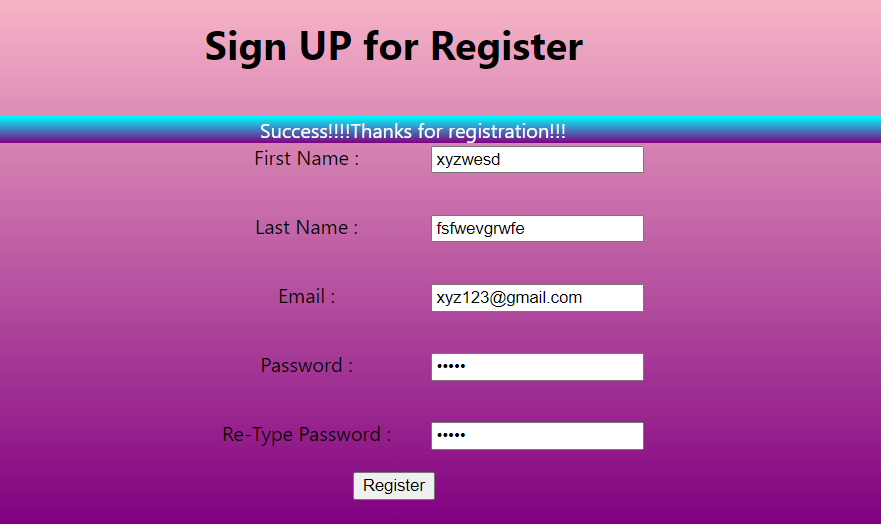 Sign UP for Register
Success!!!!Thanks for registration!!!
First Name : xyzwesd
Last Name : fsfwevgrwfe
Email : xyz123@gmail.com
Password : •••••
Re-Type Password : •••••
Register